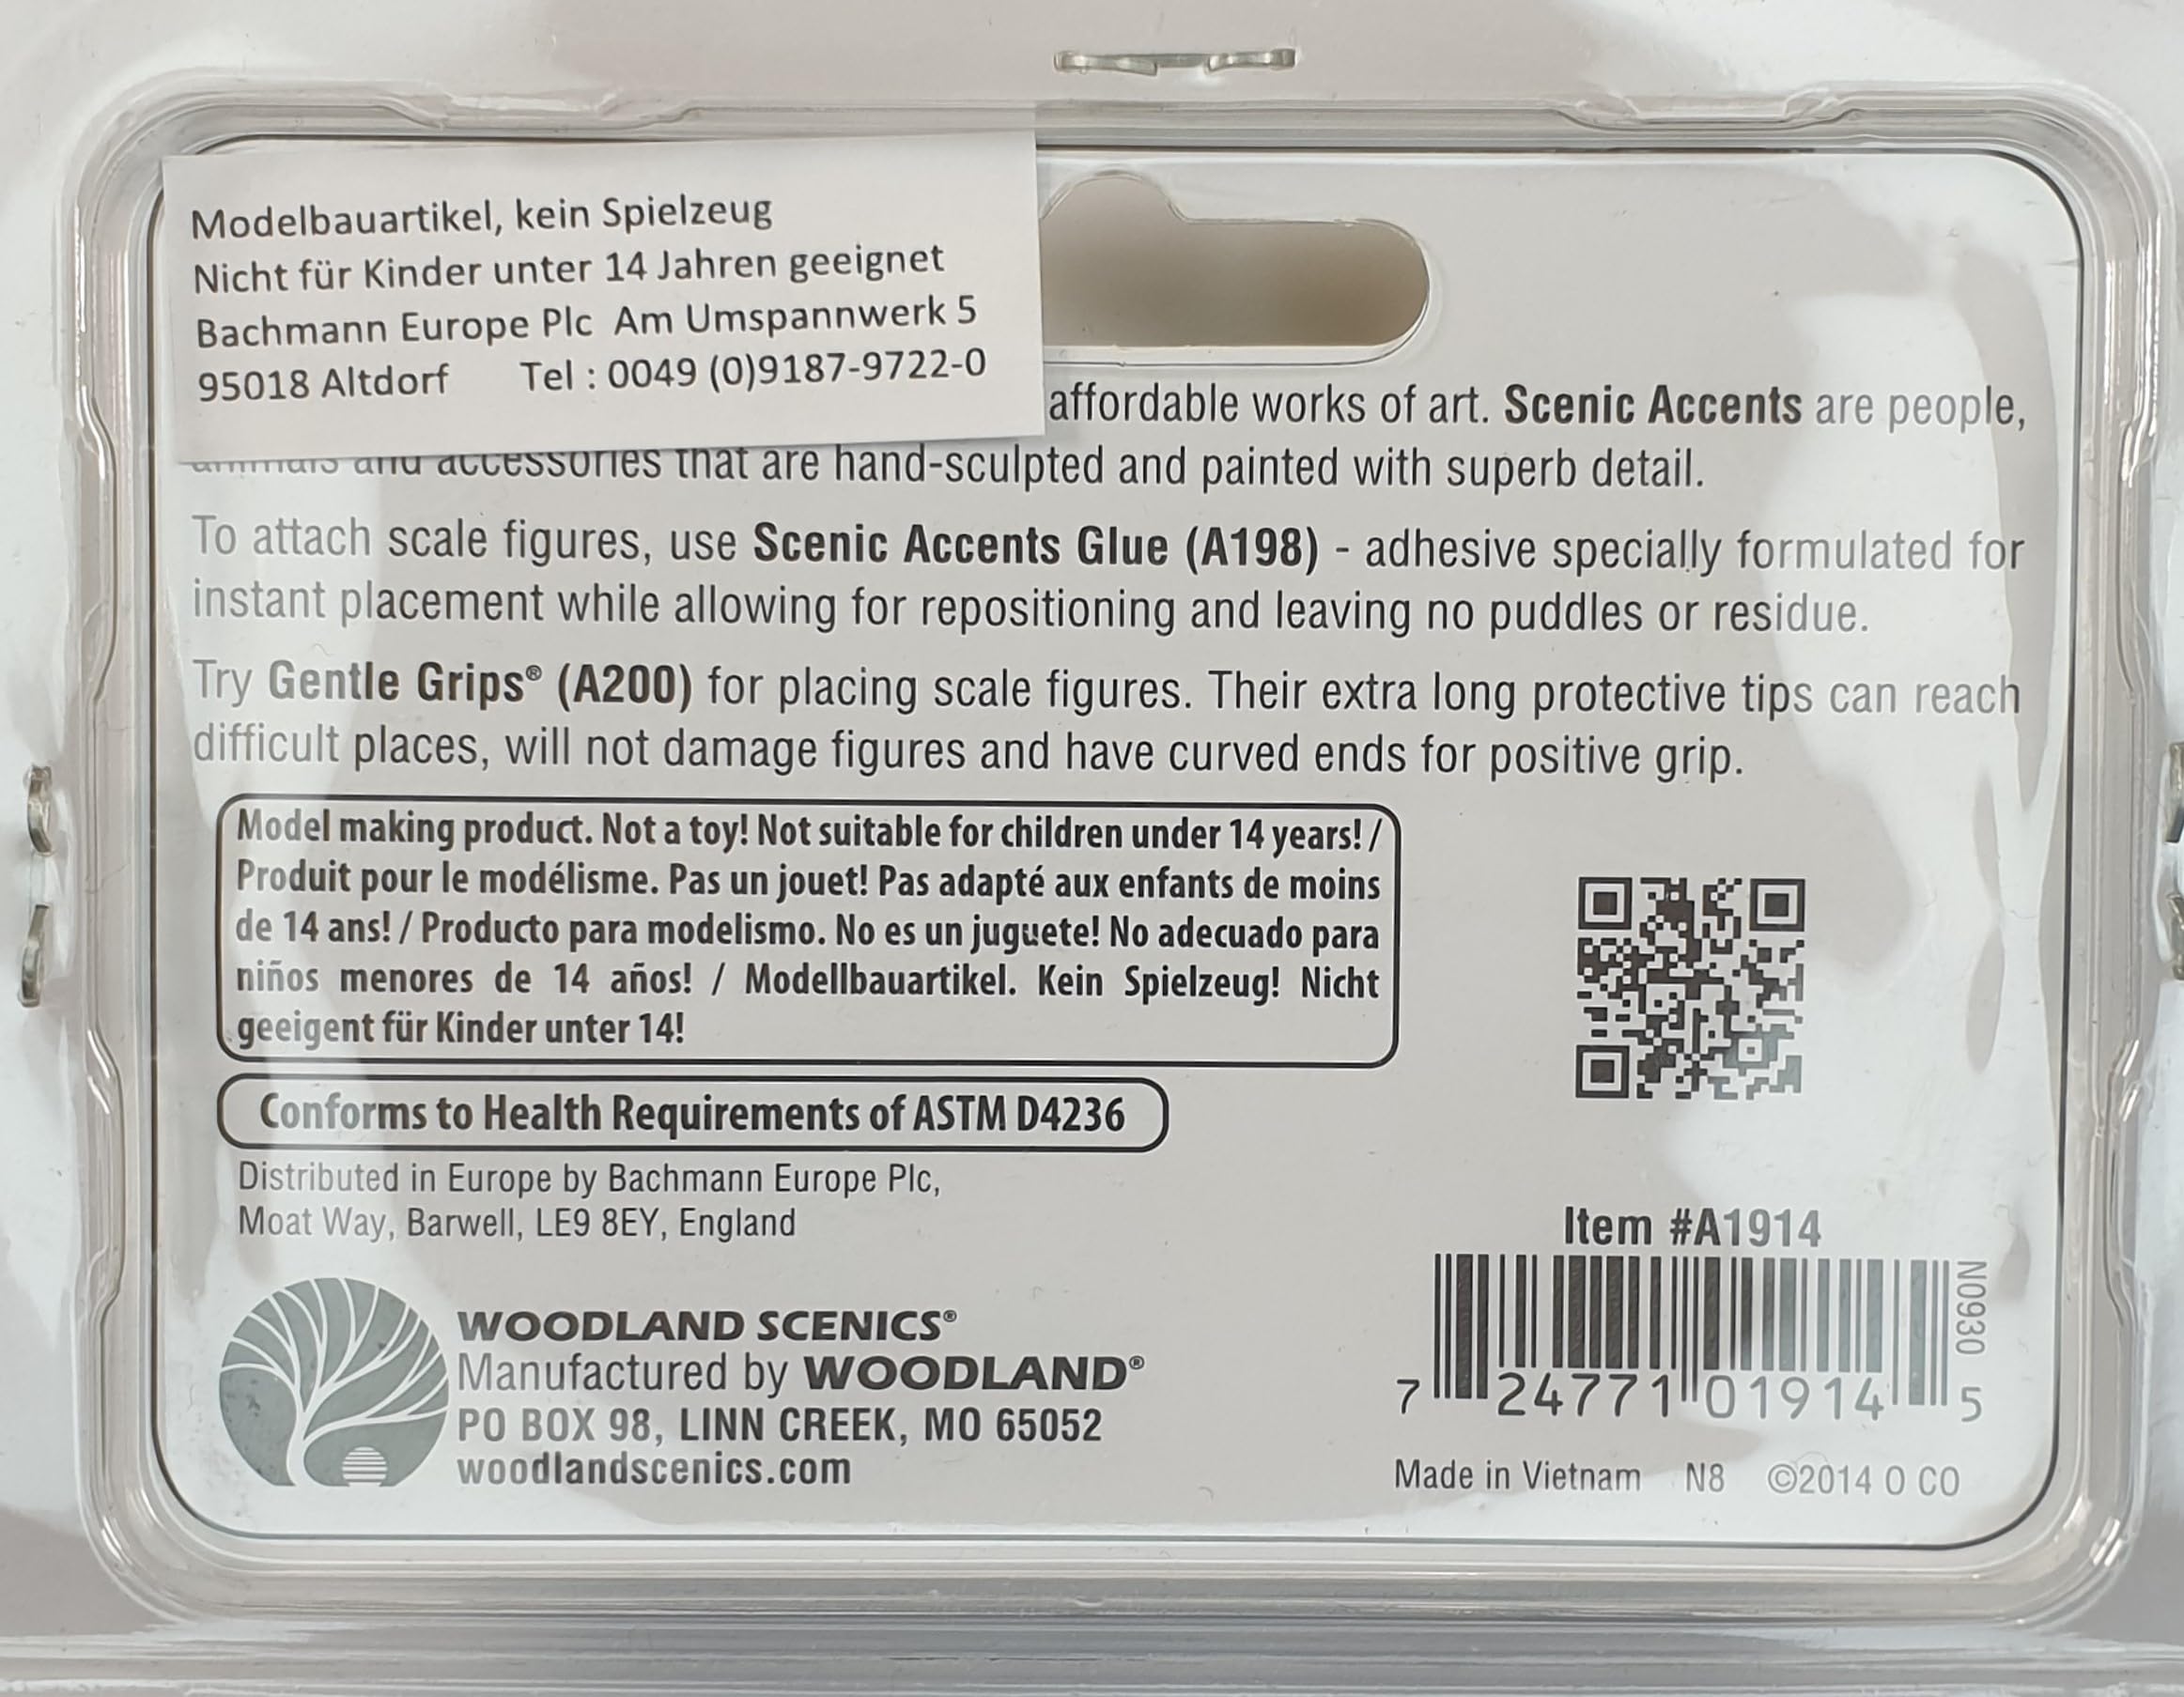 Modelbauartikel, kein Spielzeug
Nicht für Kinder unter 14 Jahren geeignet
Bachmann Europe Plc Am Umspannwerk 5
95018 Altdorf Tel : 0049 (0)9187-9722-0
affordable works of art. Scenic Accents are people,
animals and accessories that are hand-sculpted and painted with superb detail.
To attach scale figures, use Scenic Accents Glue (A198) - adhesive specially formulated for
instant placement while allowing for repositioning and leaving no puddles or residue.
Try Gentle Grips® (A200) for placing scale figures. Their extra long protective tips can reach
difficult places, will not damage figures and have curved ends for positive grip.
Model making product. Not a toy! Not suitable for children under 14 years! /
Produit pour le modélisme. Pas un jouet! Pas adapté aux enfants de moins
de 14 ans! / Producto para modelismo. No es un juguete! No adecuado para
niños menores de 14 años! / Modellbauartikel. Kein Spielzeug! Nicht
geeigent für Kinder unter 14!
Conforms to Health Requirements of ASTM D4236
Distributed in Europe by Bachmann Europe Plc,
Moat Way, Barwell, LE9 8EY, England
WOODLAND SCENICS®
Manufactured by WOODLAND®
PO BOX 98, LINN CREEK, MO 65052
woodlandscenics.com
Item #A1914
N0930
7 24771 01914 5
Made in Vietnam N8 ©2014 O CO